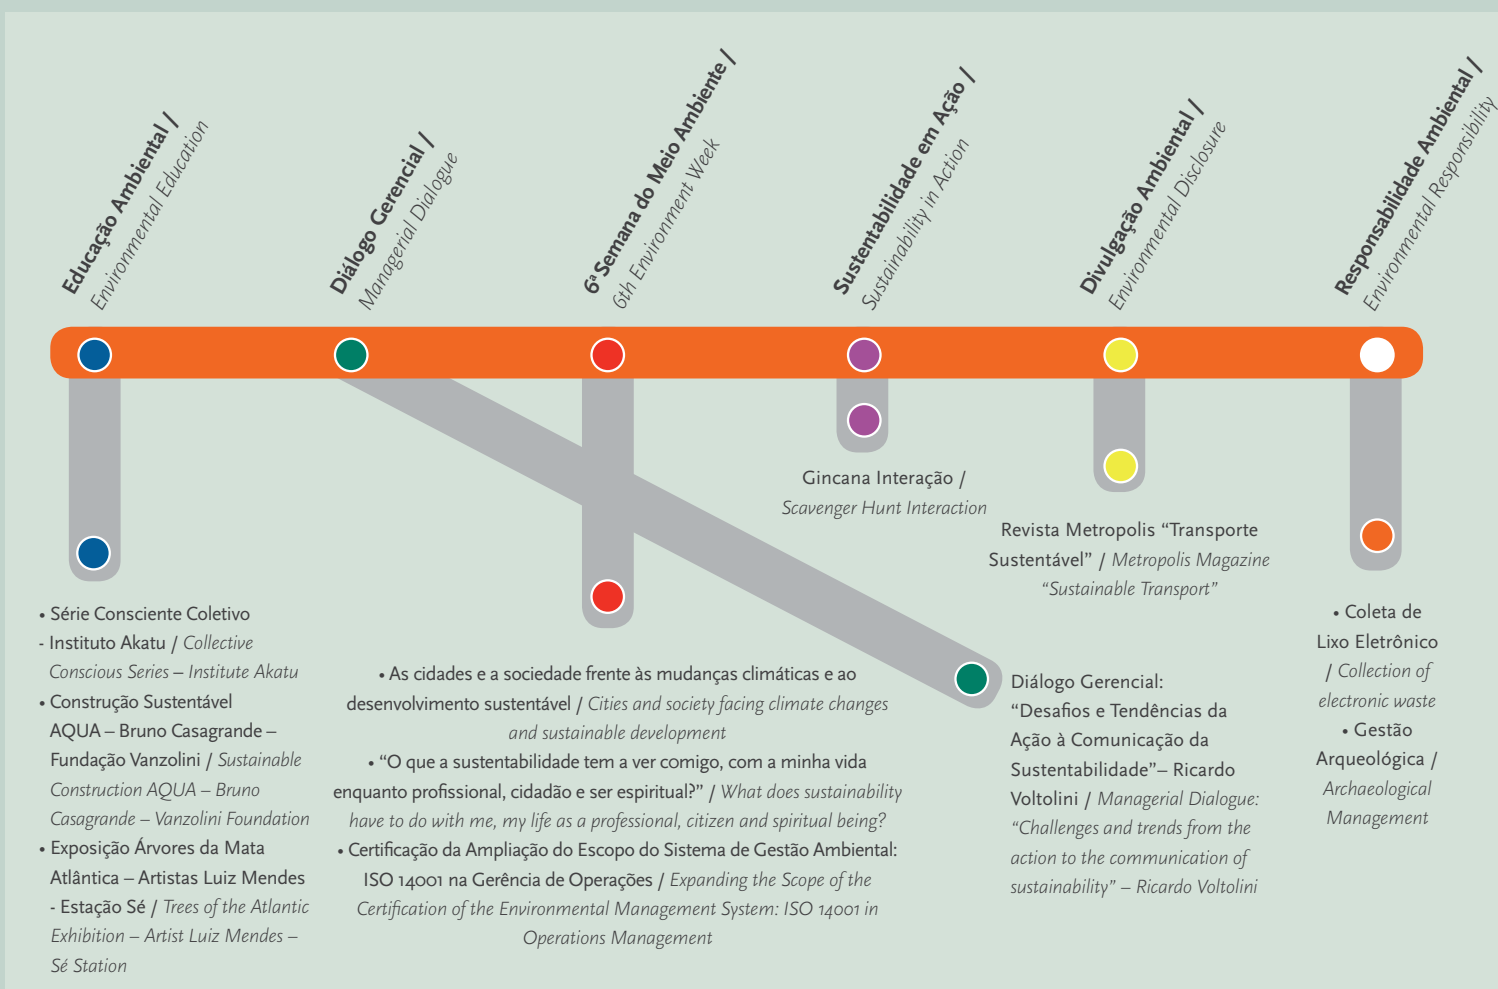 Educação Ambiental /
Environmental Education
Diálogo Gerencial /
Managerial Dialogue
6ª Semana do Meio Ambiente /
6th Environment Week
Sustentabilidade em Ação /
Sustainability in Action
Divulgação Ambiental /
Environmental Disclosure
Responsabilidade Ambiental /
Environmental Responsibility
• Série Consciente Coletivo
- Instituto Akatu / Collective
Conscious Series – Institute Akatu
• Construção Sustentável
AQUA – Bruno Casagrande –
Fundação Vanzolini / Sustainable
Construction AQUA – Bruno
Casagrande – Vanzolini Foundation
• Exposição Árvores da Mata
Atlântica – Artistas Luiz Mendes
- Estação Sé / Trees of the Atlantic
Exhibition – Artist Luiz Mendes –
Sé Station
• As cidades e a sociedade frente às mudanças climáticas e ao
desenvolvimento sustentável / Cities and society facing climate changes
and sustainable development
• “O que a sustentabilidade tem a ver comigo, com a minha vida
enquanto profissional, cidadão e ser espiritual?” / What does sustainability
have to do with me, my life as a professional, citizen and spiritual being?
• Certificação da Ampliação do Escopo do Sistema de Gestão Ambiental:
ISO 14001 na Gerência de Operações / Expanding the Scope of the
Certification of the Environmental Management System: ISO 14001 in
Operations Management
Gincana Interação /
Scavenger Hunt Interaction
Diálogo Gerencial:
“Desafios e Tendências da
Ação à Comunicação da
Sustentabilidade”– Ricardo
Voltolini / Managerial Dialogue:
“Challenges and trends from the
action to the communication of
sustainability” – Ricardo Voltolini
Revista Metropolis “Transporte
Sustentável” / Metropolis Magazine
“Sustainable Transport”
• Coleta de
Lixo Eletrônico
/ Collection of
electronic waste
• Gestão
Arqueológica /
Archaeological
Management